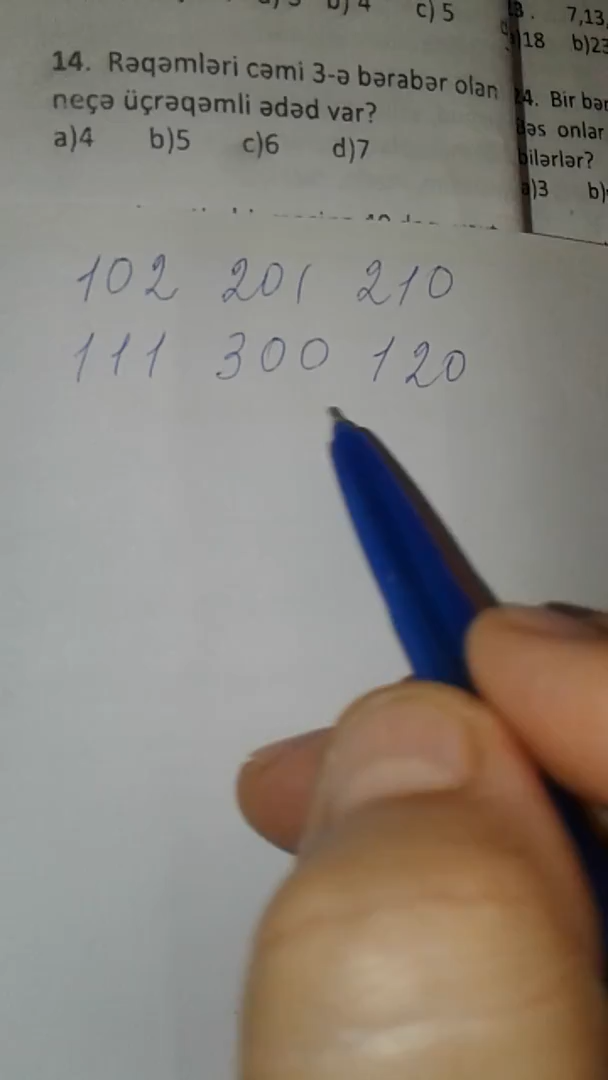 b) 4 c) 5
14. Rəqəmləri cəmi 3-ə bərabər olan
neçə üçrəqəmli ədəd var?
a)4 b)5 c)6 d)7
7,13,
18 b)23
Bir bər
onlar
bilərlər?
a)3 b)
102 201 210
111 300 120